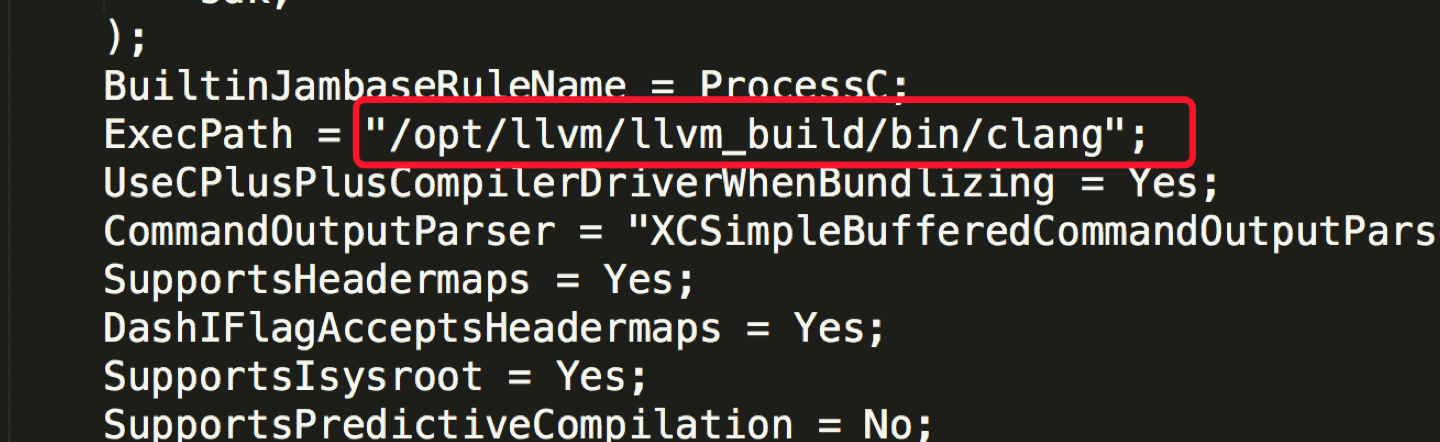 );
BuiltinJambaseRuleName = ProcessC;
ExecPath = "/opt/llvm/llvm_build/bin/clang";
UseCPlusPlusCompilerDriverWhenBundlizing = Yes;
CommandOutputParser = "XCSimpleBufferedCommandOutputPars
SupportsHeadermaps = Yes;
DashIFlagAcceptsHeadermaps = Yes;
SupportsIsysroot = Yes;
SupportsPredictiveCompilation = No;